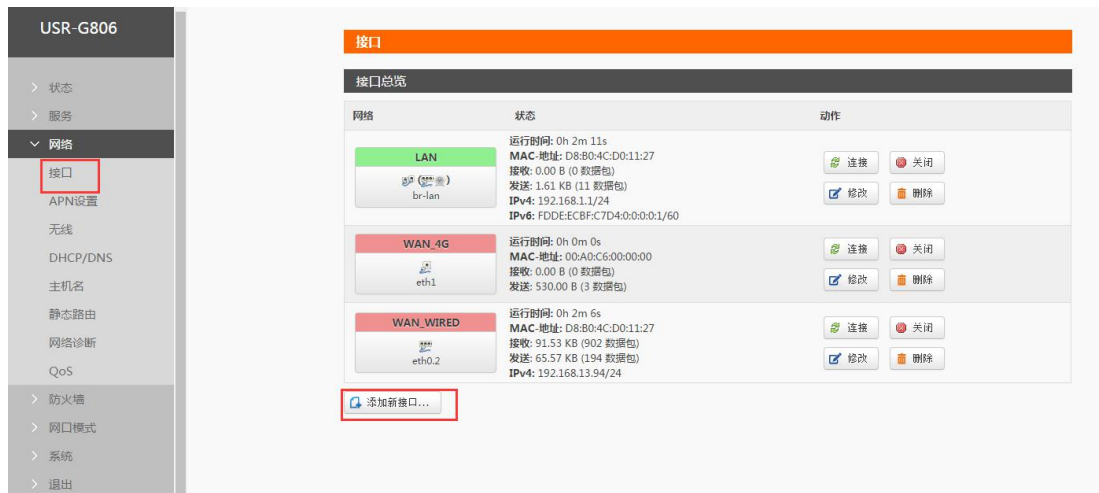 USR-G806
状态
服务
网络
接口
APN设置
无线
DHCP/DNS
主机名
静态路由
网络诊断
QoS
防火墙
网口模式
系统
退出
接口
接口总览
网络 状态 动作
LAN
br-lan
运行时间: 0h 2m 11s
MAC-地址: D8:B0:4C:D0:11:27
接收: 0.00 B (0 数据包)
发送: 1.61 KB (11 数据包)
IPv4: 192.168.1.1/24
IPv6: FDDE:ECBF:C7D4:0:0:0:0:1/60
连接 关闭
修改 删除
WAN_4G
eth1
运行时间: 0h 0m 0s
MAC-地址: 00:A0:C6:00:00:00
接收: 0.00 B (0 数据包)
发送: 530.00 B (3 数据包)
连接 关闭
修改 删除
WAN_WIRED
eth0.2
运行时间: 0h 2m 6s
MAC-地址: D8:B0:4C:D0:11:27
接收: 91.53 KB (902 数据包)
发送: 65.57 KB (194 数据包)
IPv4: 192.168.13.94/24
连接 关闭
修改 删除
添加新接口...